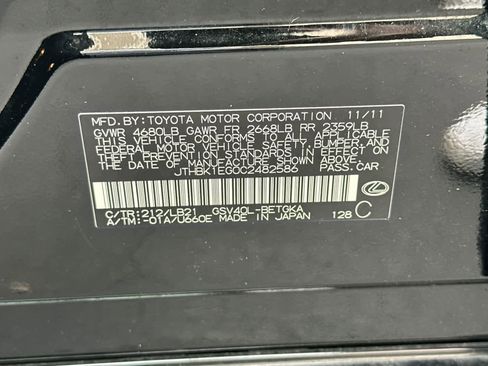 MFD. BY: TOYOTA MOTOR CORPORATION 11/11
GVWR 4680LB GAWR FR 2668LB RR 2359LB
THIS VEHICLE CONFORMS TO ALL APPLICABLE
FEDERAL MOTOR VEHICLE SAFETY, BUMPER, AND
THEFT PREVENTION STANDARDS IN EFFECT ON
THE DATE OF MANUFACTURE SHOWN ABOVE.
JTHBK1EG0C2482586 PASS.CAR
C/TR:212/LB21 GSV40L-BETGKA
A/TM:-01A/U660E MADE IN JAPAN 128 C